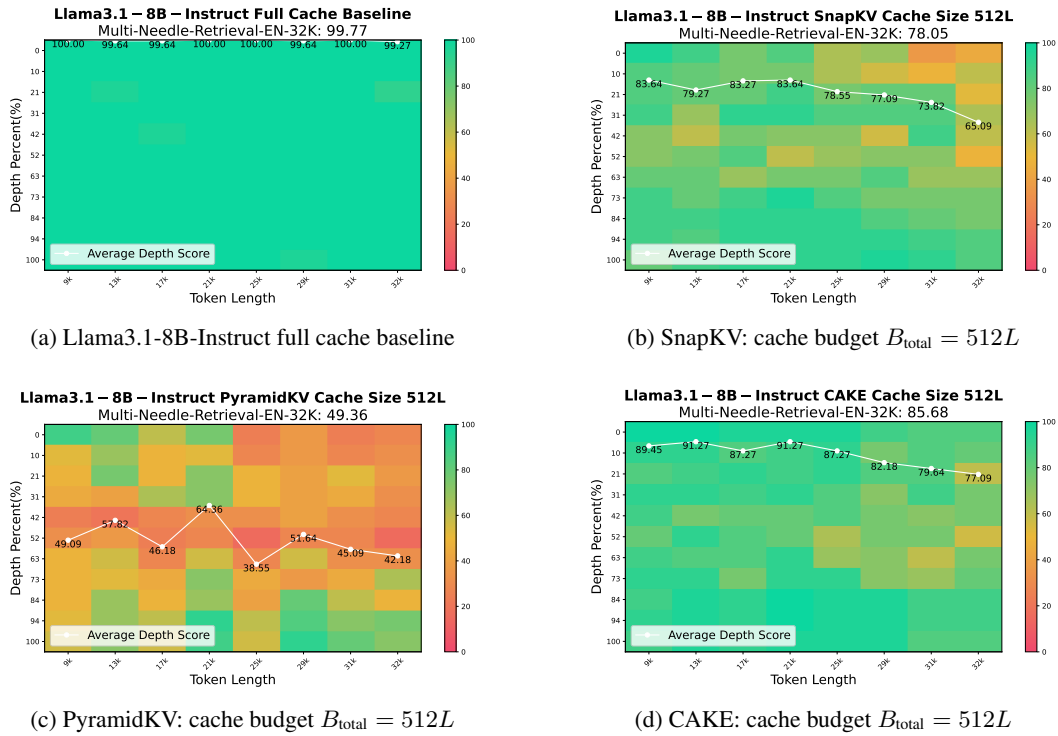 Llama3.1−8B−Instruct Full Cache Baseline
Multi-Needle-Retrieval-EN-32K: 99.77
100.00 99.64 99.64 100.00 99.64 100.00 100.00 99.27
Depth Percent(%)
0
10
21
31
42
52
63
73
84
94
100
Average Depth Score
9k 13k 17k 21k 25k 29k 31k 32k
Token Length
100
80
60
40
20
0
(a) Llama3.1-8B-Instruct full cache baseline
Llama3.1−8B−Instruct SnapKV Cache Size 512L
Multi-Needle-Retrieval-EN-32K: 78.05
83.64 79.27 83.27 83.64 78.55 77.09 73.82 65.09
Depth Percent(%)
0
10
21
31
42
52
63
73
84
94
100
Average Depth Score
9k 13k 17k 21k 25k 29k 31k 32k
Token Length
100
80
60
40
20
0
(b) SnapKV: cache budget B_total = 512L
Llama3.1−8B−Instruct PyramidKV Cache Size 512L
Multi-Needle-Retrieval-EN-32K: 49.36
49.09 57.82 46.18 64.36 38.55 51.64 45.09 42.18
Depth Percent(%)
0
10
21
31
42
52
63
73
84
94
100
Average Depth Score
9k 13k 17k 21k 25k 29k 31k 32k
Token Length
100
80
60
40
20
0
(c) PyramidKV: cache budget B_total = 512L
Llama3.1−8B−Instruct CAKE Cache Size 512L
Multi-Needle-Retrieval-EN-32K: 85.68
89.45 91.27 87.27 91.27 87.27 82.18 79.64 77.09
Depth Percent(%)
0
10
21
31
42
52
63
73
84
94
100
Average Depth Score
9k 13k 17k 21k 25k 29k 31k 32k
Token Length
100
80
60
40
20
0
(d) CAKE: cache budget B_total = 512L